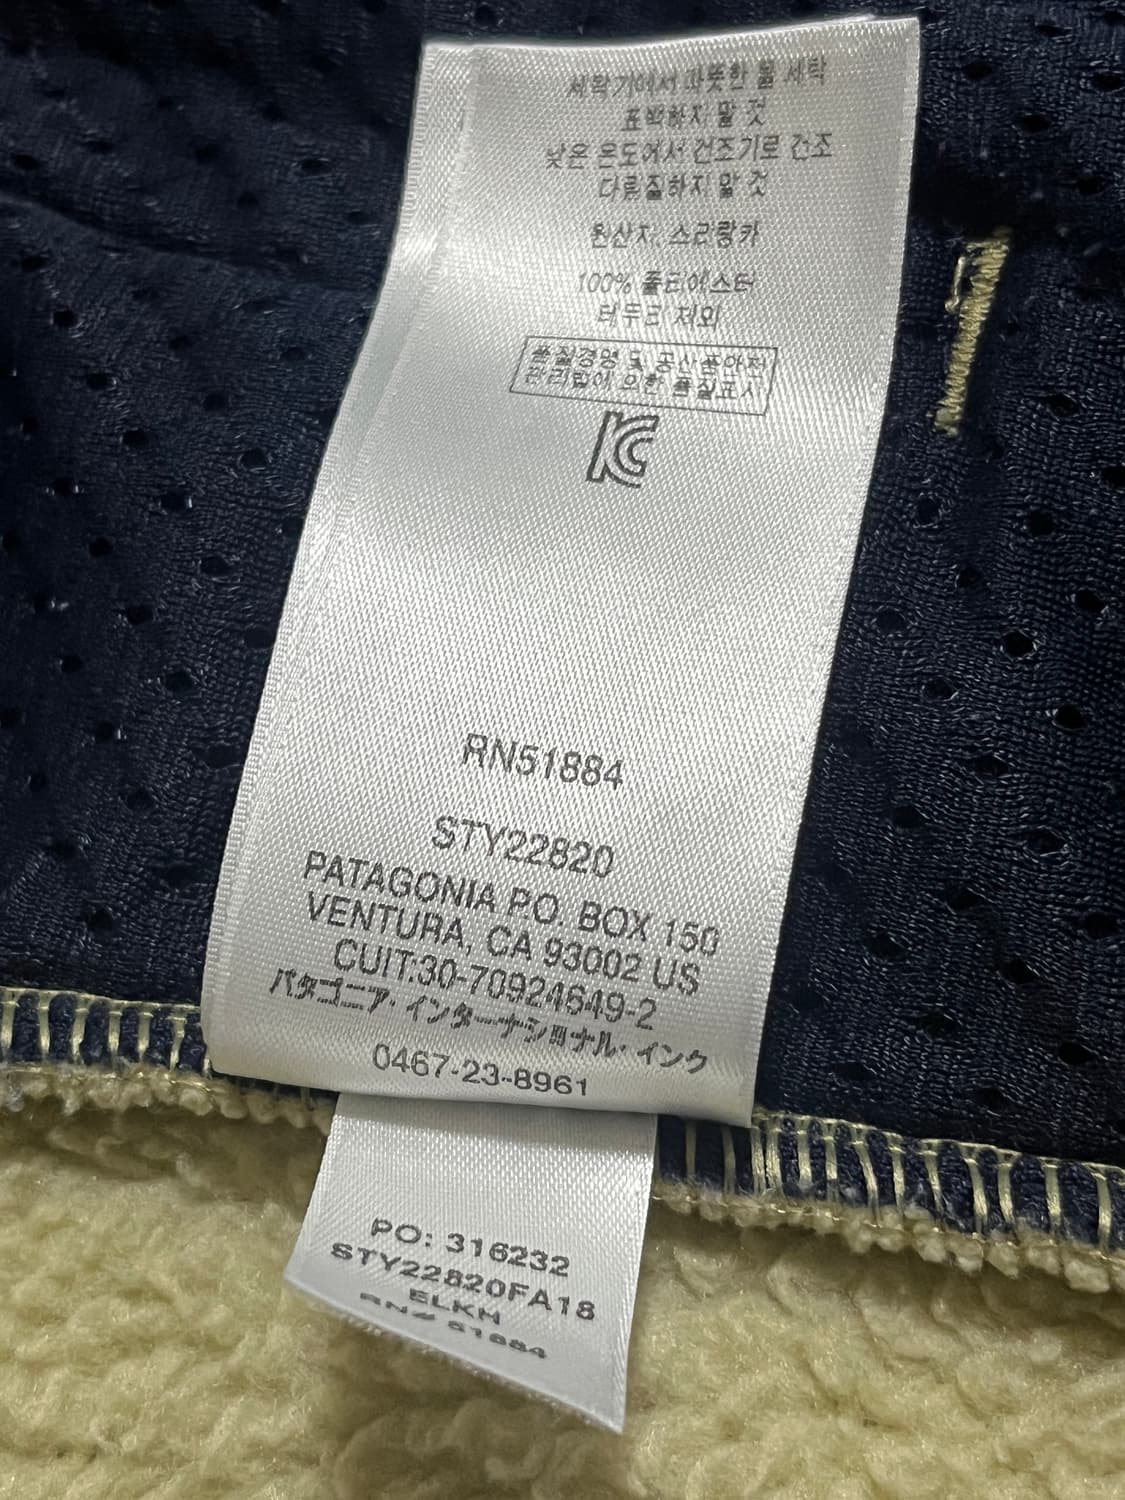 세탁기에서 따뜻한 물 세탁
표백하지 말 것
낮은 온도에서 건조기로 건조
다림질하지 말 것
원산지: 스리랑카
100% 폴리에스터
테두리 제외
품질경영 및 공산품안전
관리법에 의한 품질표시
KC
RN51884
STY22820
PATAGONIA P.O. BOX 150
VENTURA, CA 93002 US
CUIT:30-70924649-2
パタゴニア・インターナショナル・インク
0467-23-8961
PO: 316232
STY22820FA18
ELKH
RN# 51884